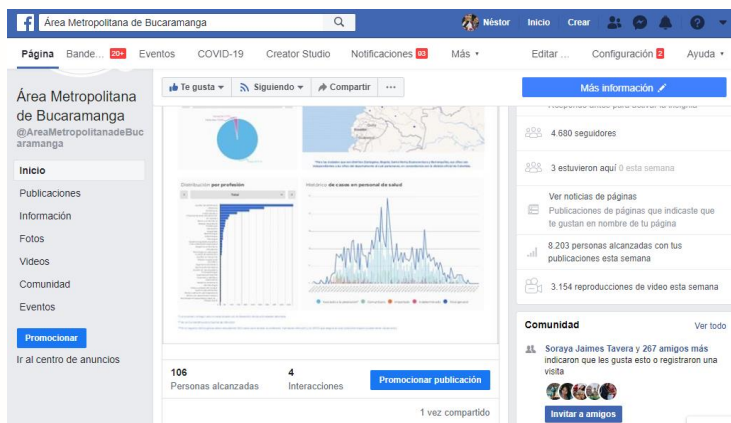 Área Metropolitana de Bucaramanga
Néstor Inicio Crear
Página Bande... 20+ Eventos COVID-19 Creator Studio Notificaciones 93 Más Editar ... Configuración 2 Ayuda
Área Metropolitana
de Bucaramanga
@AreaMetropolitanadeBuc
aramanga
Inicio
Publicaciones
Información
Fotos
Videos
Comunidad
Eventos
Promocionar
Ir al centro de anuncios
Te gusta Siguiendo Compartir ...
Distribución por profesión
Histórico de casos en personal de salud
106
Personas alcanzadas
4
Interacciones
Promocionar publicación
1 vez compartido
Más información
4.680 seguidores
3 estuvieron aquí 0 esta semana
Ver noticias de páginas
Publicaciones de páginas que indicaste que
te gustan en nombre de tu página
8.203 personas alcanzadas con tus
publicaciones esta semana
3.154 reproducciones de video esta semana
Comunidad Ver todo
Soraya Jaimes Tavera y 267 amigos más
indicaron que les gusta esto o registraron una
visita
Invitar a amigos